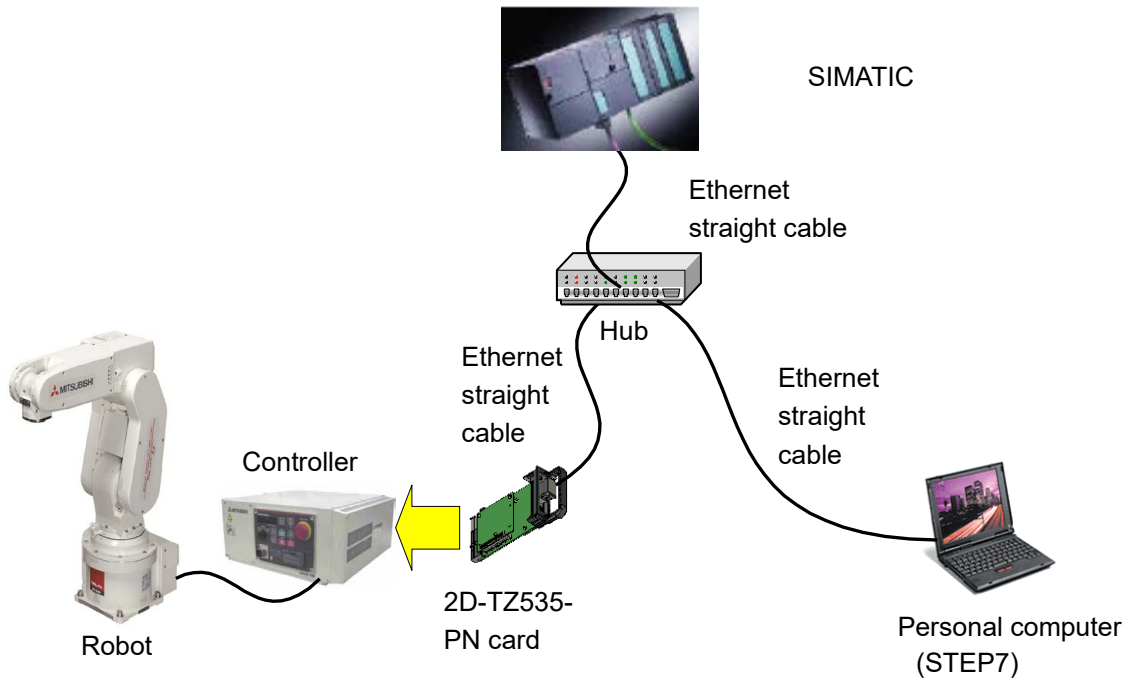 SIMATIC
Ethernet
straight cable
Hub
Ethernet
straight
cable
Ethernet
straight
cable
Controller
MITSUBISHI
2D-TZ535-
PN card
Robot
Personal computer
(STEP7)